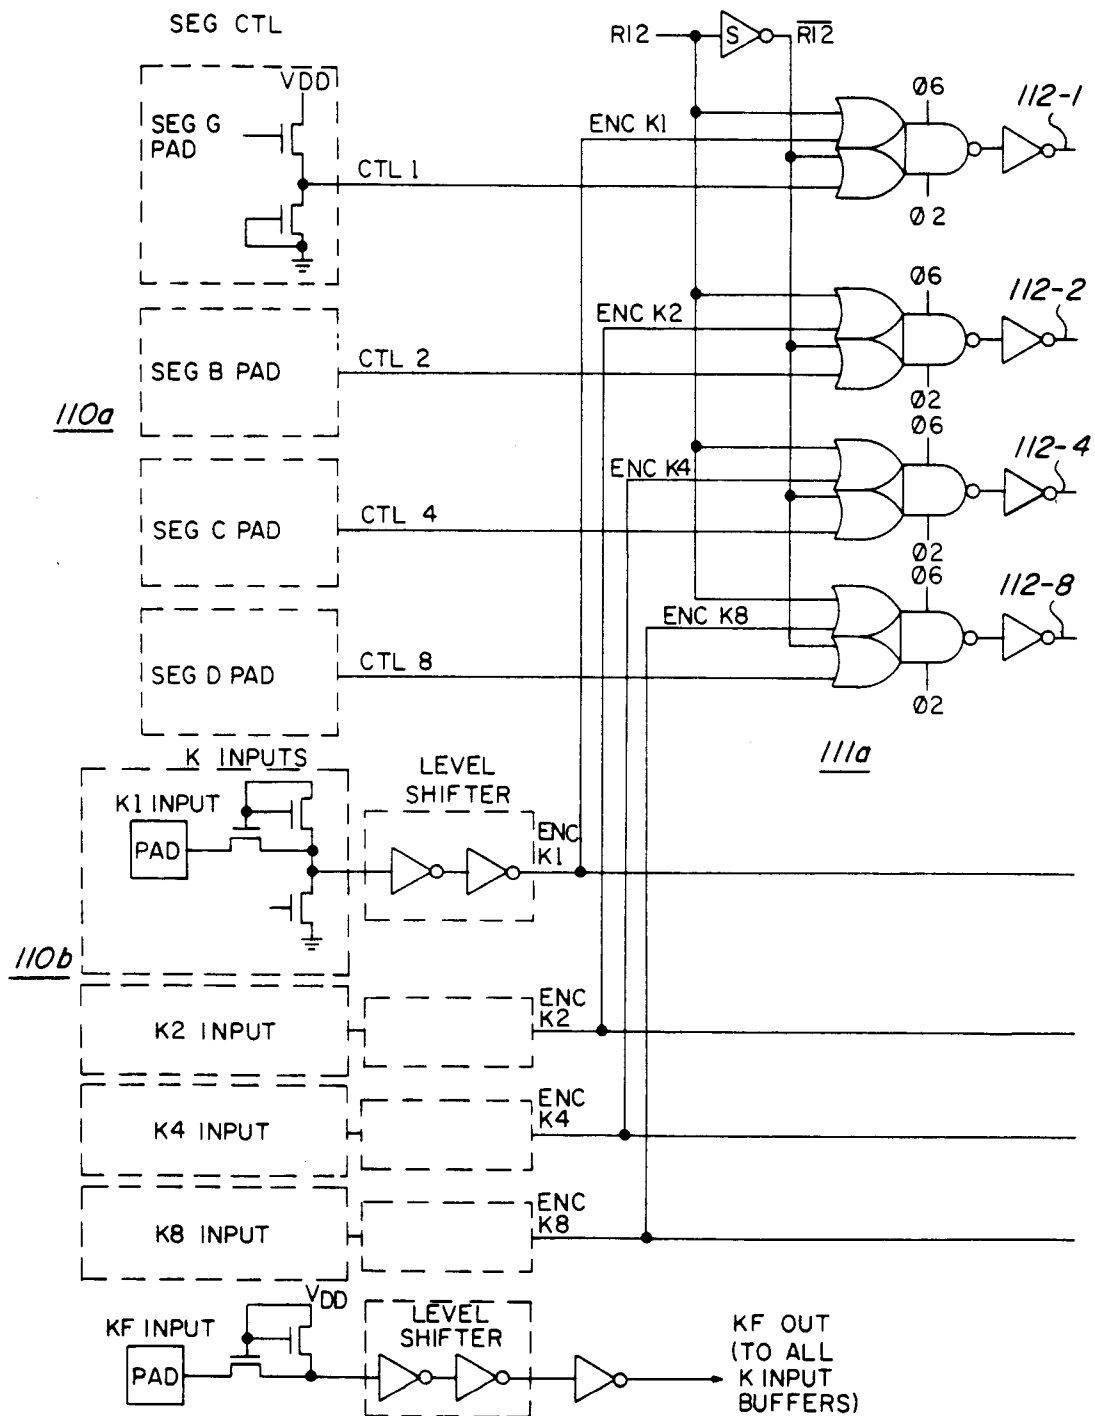 SEG CTL
R12
S
R12
VDD
SEG G
PAD
CTL 1
ENC K1
Ø6
Ø2
112-1
SEG B PAD
CTL 2
ENC K2
Ø6
Ø2
112-2
110a
SEG C PAD
CTL 4
ENC K4
Ø6
Ø2
112-4
SEG D PAD
CTL 8
ENC K8
Ø6
Ø2
112-8
111a
K INPUTS
K1 INPUT
PAD
LEVEL
SHIFTER
ENC
K1
110b
K2 INPUT
ENC
K2
K4 INPUT
ENC
K4
K8 INPUT
ENC
K8
VDD
KF INPUT
PAD
LEVEL
SHIFTER
KF OUT
(TO ALL
K INPUT
BUFFERS)